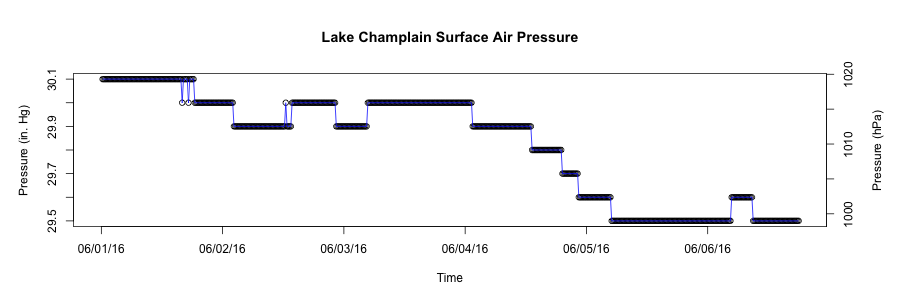 Lake Champlain Surface Air Pressure
Pressure (in. Hg)
30.1
29.9
29.7
29.5
1020
1010
1000
Pressure (hPa)
06/01/16 06/02/16 06/03/16 06/04/16 06/05/16 06/06/16
Time